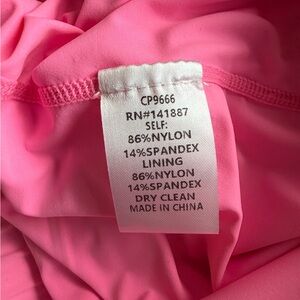 CP9666
RN#141887
SELF:
86%NYLON
14%SPANDEX
LINING
86%NYLON
14%SPANDEX
DRY CLEAN
MADE IN CHINA